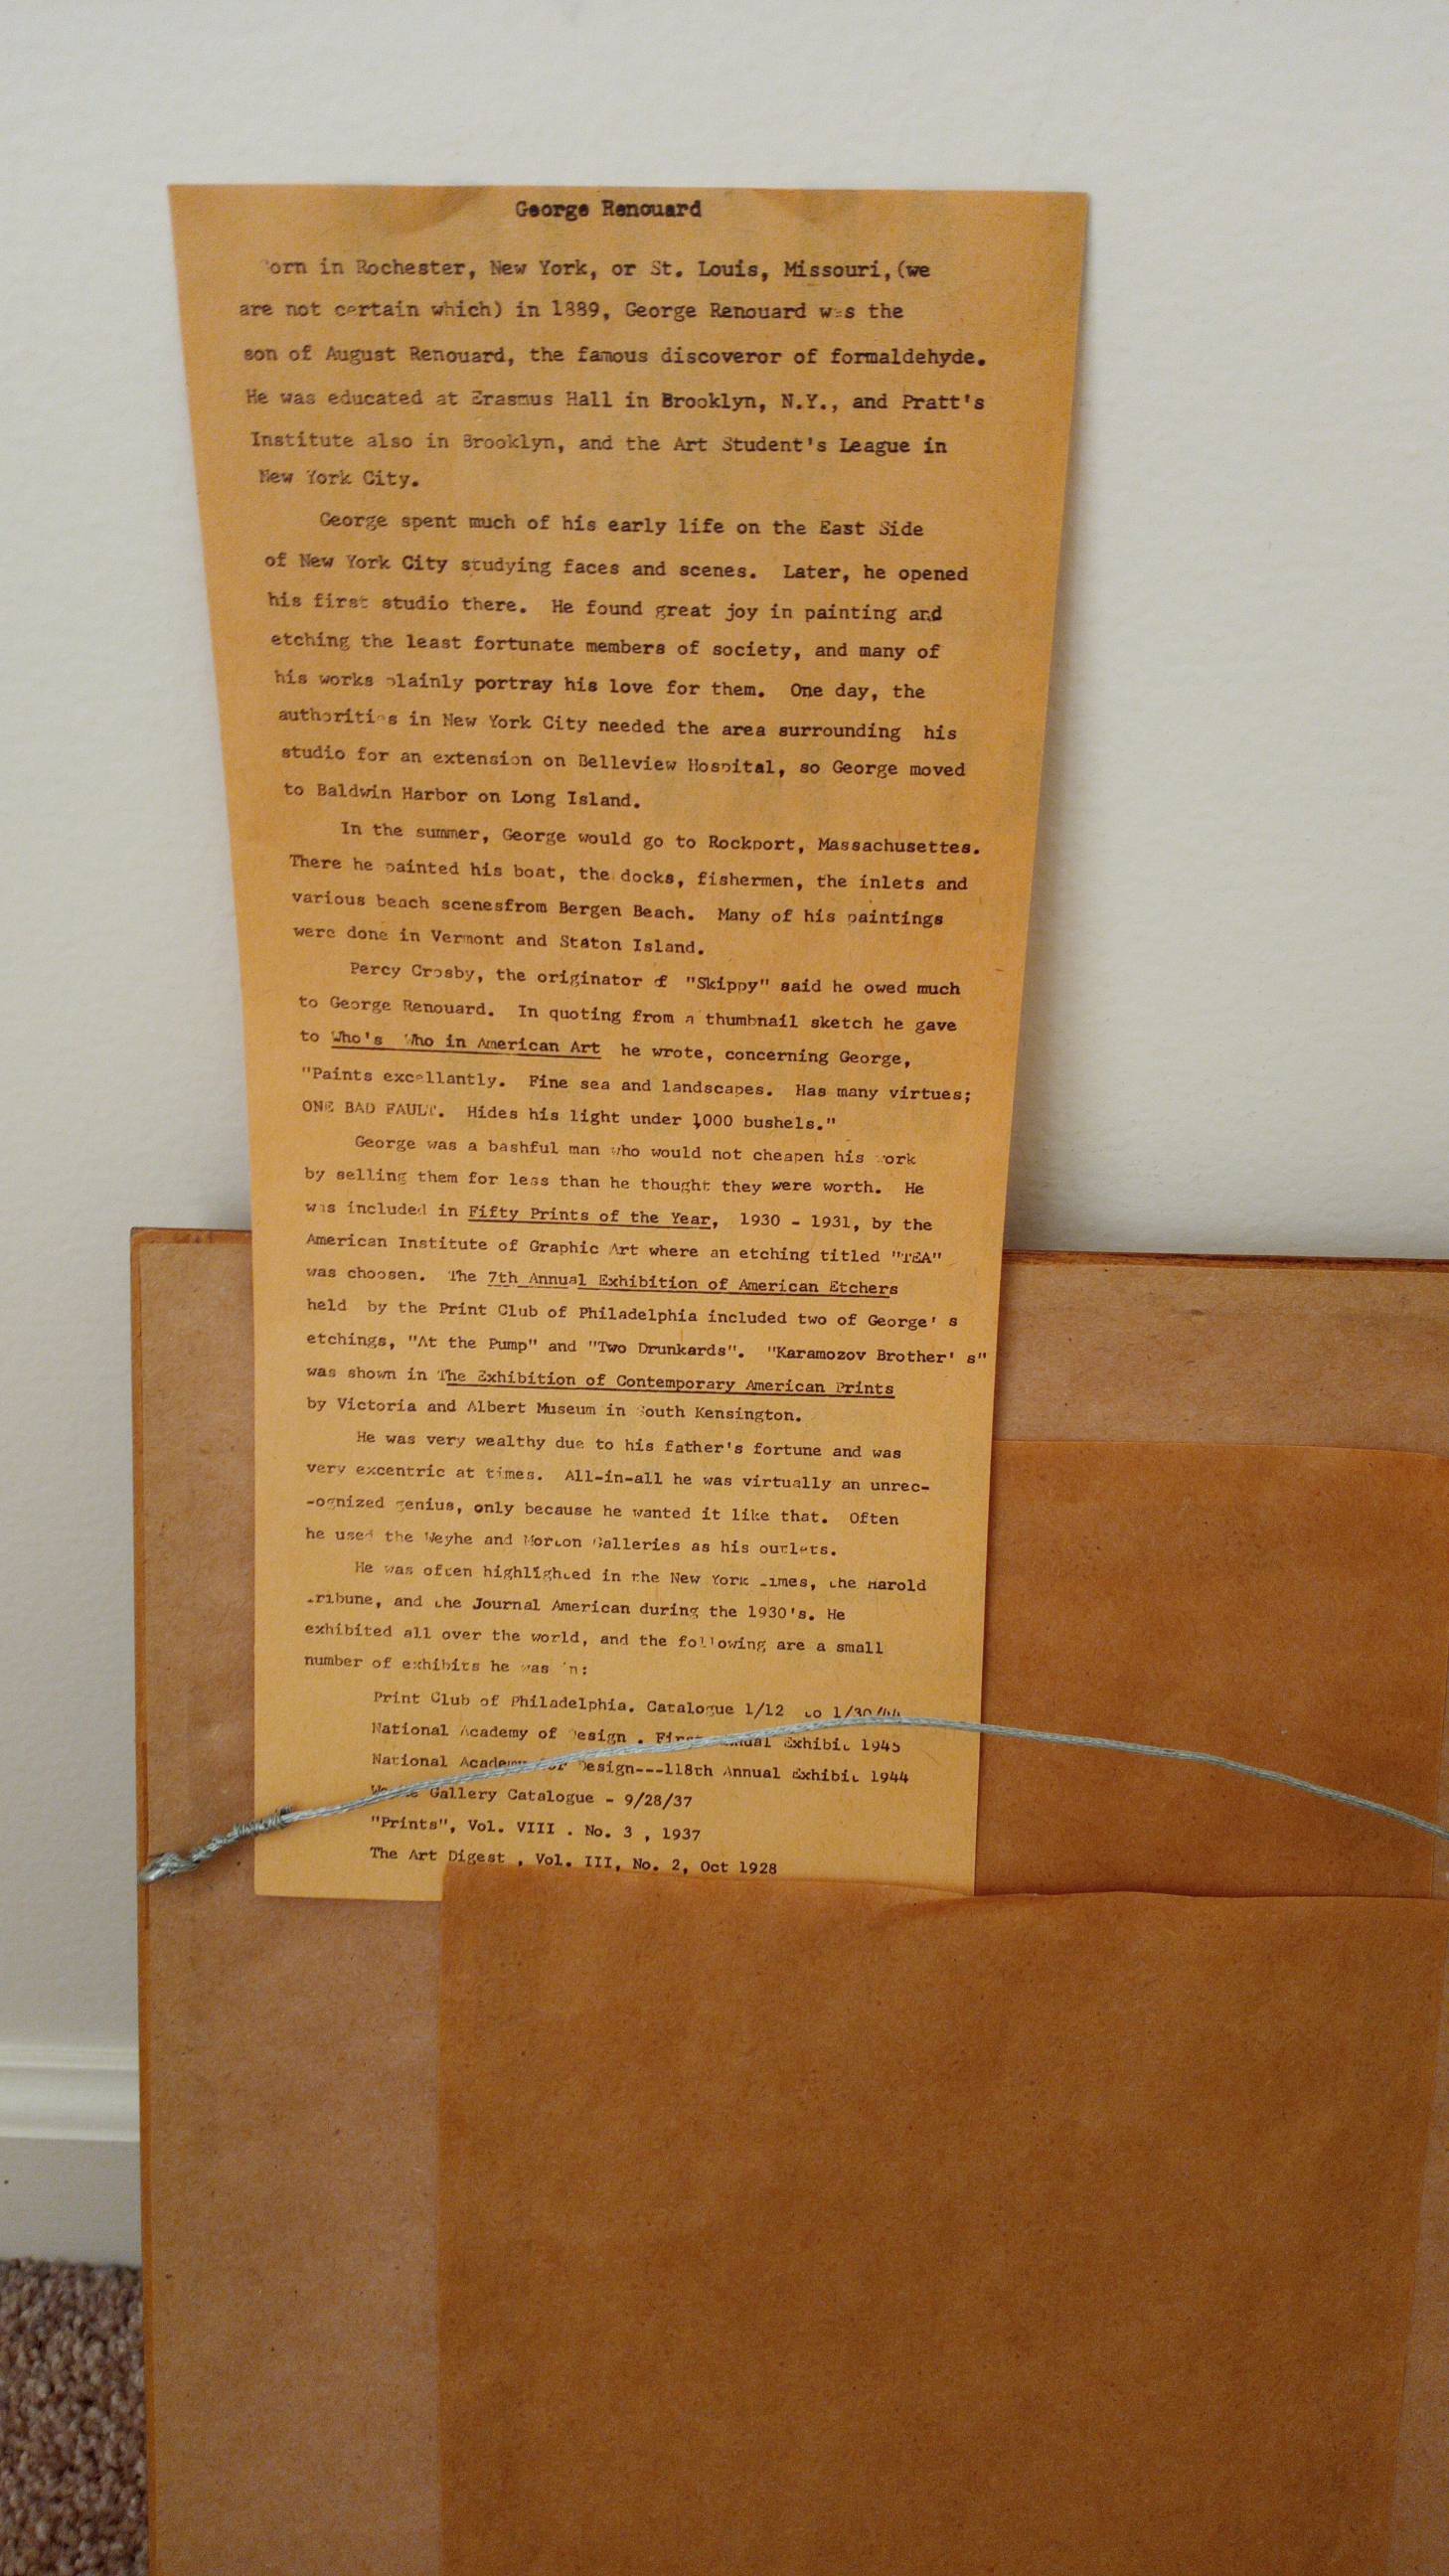 George Renouard
orn in Rochester, New York, or St. Louis, Missouri,(we
are not certain which) in 1889, George Renouard was the
son of August Renouard, the famous discoveror of formaldehyde.
He was educated at Erasmus Hall in Brooklyn, N.Y., and Pratt's
Institute also in Brooklyn, and the Art Student's League in
New York City.
George spent much of his early life on the East Side
of New York City studying faces and scenes. Later, he opened
his first studio there. He found great joy in painting and
etching the least fortunate members of society, and many of
his works plainly portray his love for them. One day, the
authorities in New York City needed the area surrounding his
studio for an extension on Belleview Hospital, so George moved
to Baldwin Harbor on Long Island.
In the summer, George would go to Rockport, Massachusettes.
There he painted his boat, the docks, fishermen, the inlets and
various beach scenesfrom Bergen Beach. Many of his paintings
were done in Vermont and Staton Island.
Percy Crosby, the originator of "Skippy" said he owed much
to George Renouard. In quoting from a thumbnail sketch he gave
to Who's Who in American Art he wrote, concerning George,
"Paints excellantly. Fine sea and landscapes. Has many virtues;
ONE BAD FAULT. Hides his light under 1000 bushels."
George was a bashful man who would not cheapen his work
by selling them for less than he thought they were worth. He
was included in Fifty Prints of the Year, 1930 - 1931, by the
American Institute of Graphic Art where an etching titled "TEA"
was choosen. The 7th Annual Exhibition of American Etchers
held by the Print Club of Philadelphia included two of George' s
etchings, "At the Pump" and "Two Drunkards". "Karamozov Brother' s"
was shown in The Exhibition of Contemporary American Prints
by Victoria and Albert Museum in South Kensington.
He was very wealthy due to his father's fortune and was
very excentric at times. All-in-all he was virtually an unrec-
-ognized genius, only because he wanted it like that. Often
he used the Weyhe and Morton Galleries as his outlets.
He was often highlighted in the New York Times, the Harold
Tribune, and the Journal American during the 1930's. He
exhibited all over the world, and the following are a small
number of exhibits he was in:
Print Club of Philadelphia. Catalogue 1/12 to 1/30/44
National Academy of Design . First Annual Exhibit 1945
National Academy for Design---118th Annual Exhibit 1944
Gallery Catalogue - 9/28/37
"Prints", Vol. VIII . No. 3 , 1937
The Art Digest , Vol. III, No. 2, Oct 1928